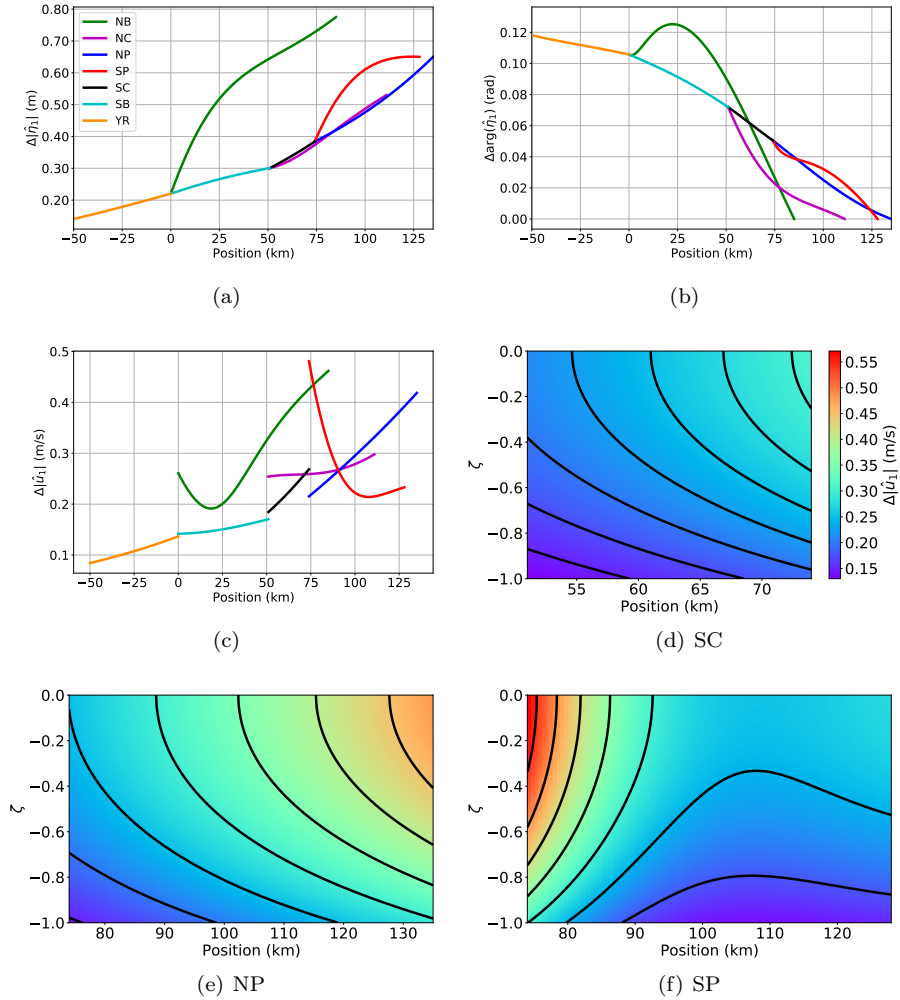 0.80
0.70
0.60
0.50
0.40
0.30
0.20
Δ|η̂₁| (m)
NB
NC
NP
SP
SC
SB
YR
−50 −25 0 25 50 75 100 125
Position (km)
(a)
0.12
0.10
0.08
0.06
0.04
0.02
0.00
Δarg(η̂₁) (rad)
−50 −25 0 25 50 75 100 125
Position (km)
(b)
0.5
0.4
0.3
0.2
0.1
Δ|û₁| (m/s)
−50 −25 0 25 50 75 100 125
Position (km)
(c)
0.0
−0.2
−0.4
−0.6
−0.8
−1.0
ζ
55 60 65 70
Position (km)
0.55
0.50
0.45
0.40
0.35
0.30
0.25
0.20
0.15
Δ|û₁| (m/s)
(d) SC
0.0
−0.2
−0.4
−0.6
−0.8
−1.0
ζ
80 90 100 110 120 130
Position (km)
(e) NP
0.0
−0.2
−0.4
−0.6
−0.8
−1.0
ζ
80 90 100 110 120
Position (km)
(f) SP